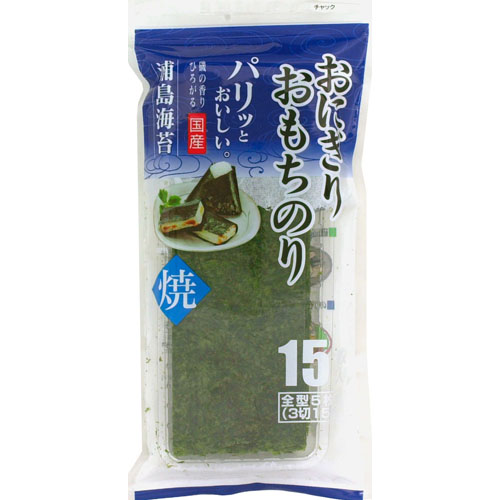 チャック
おにぎり
おもちのり
パリッと
おいしい。
磯の香り
ひろがる
国産
浦島海苔
焼
15
全型5枚
(3切15